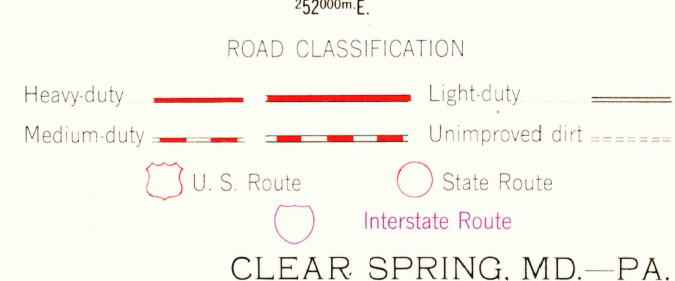 252000m.E.
ROAD CLASSIFICATION
Heavy-duty Light-duty
Medium-duty Unimproved dirt
U. S. Route State Route
Interstate Route
CLEAR SPRING, MD.—PA.